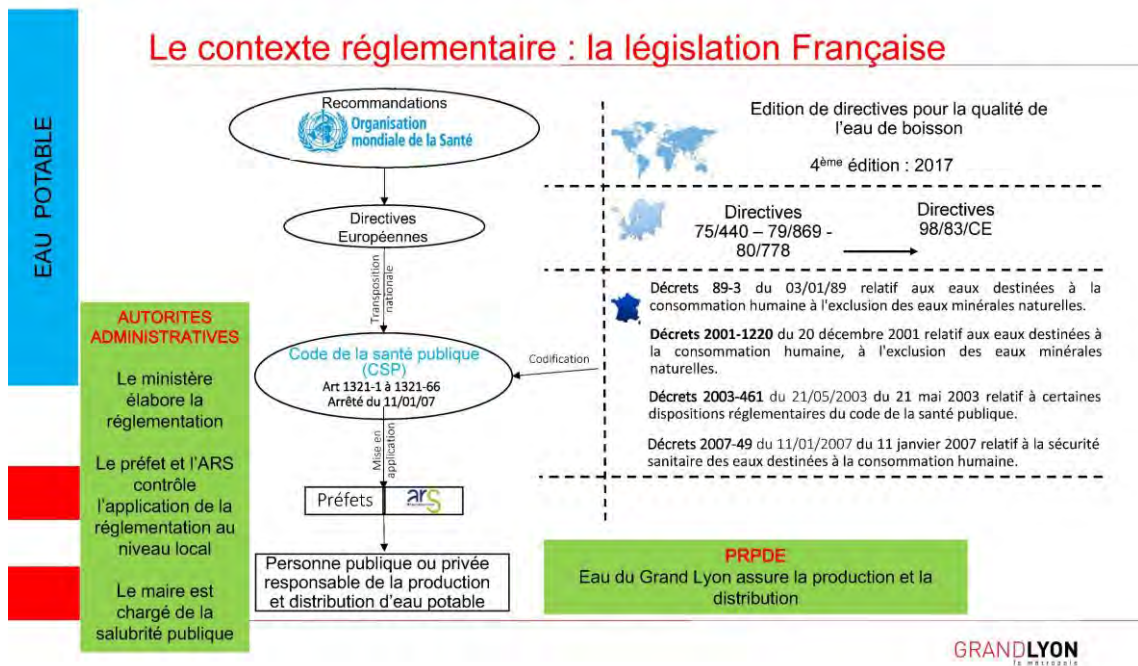 Le contexte réglementaire : la législation Française
EAU POTABLE
Recommandations
Organisation
mondiale de la Santé
Directives
Européennes
Transposition
nationale
Code de la santé publique
(CSP)
Art 1321-1 à 1321-66
Arrêté du 11/01/07
Codification
Mise en
application
Préfets
ars
Personne publique ou privée
responsable de la production
et distribution d'eau potable
Edition de directives pour la qualité de
l'eau de boisson
4ème édition : 2017
Directives
75/440 – 79/869 -
80/778
Directives
98/83/CE
Décrets 89-3 du 03/01/89 relatif aux eaux destinées à la
consommation humaine à l'exclusion des eaux minérales naturelles.
Décrets 2001-1220 du 20 décembre 2001 relatif aux eaux destinées à
la consommation humaine, à l'exclusion des eaux minérales
naturelles.
Décrets 2003-461 du 21/05/2003 du 21 mai 2003 relatif à certaines
dispositions réglementaires du code de la santé publique.
Décrets 2007-49 du 11/01/2007 du 11 janvier 2007 relatif à la sécurité
sanitaire des eaux destinées à la consommation humaine.
AUTORITES
ADMINISTRATIVES
Le ministère
élabore la
réglementation
Le préfet et l'ARS
contrôle
l'application de la
réglementation au
niveau local
Le maire est
chargé de la
salubrité publique
PRPDE
Eau du Grand Lyon assure la production et la
distribution
GRANDLYON
la métropole